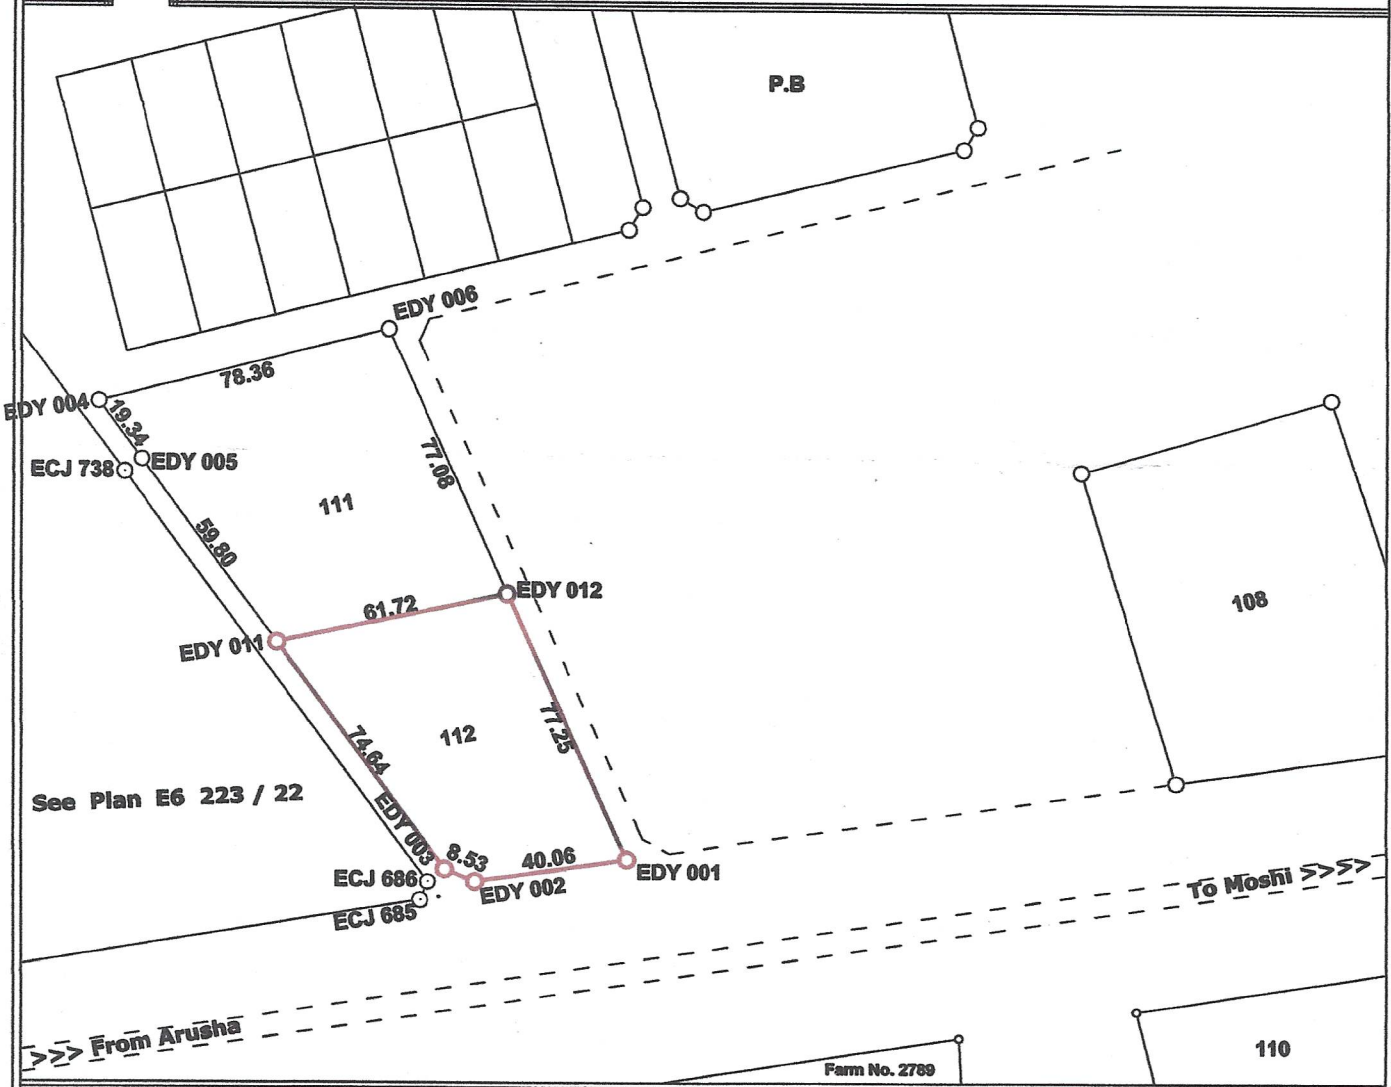 P.B
EDY 006
78.36
EDY 004
19.34
EDY 005
ECJ 738
77.08
111
59.80
EDY 012
61.72
108
EDY 011
77.25
112
74.64
See Plan E6 223 / 22
EDY 003
8.53
40.06
EDY 001
ECJ 686
EDY 002
To Moshi >>>>
ECJ 685
>>> From Arusha
110
Farm No. 2789